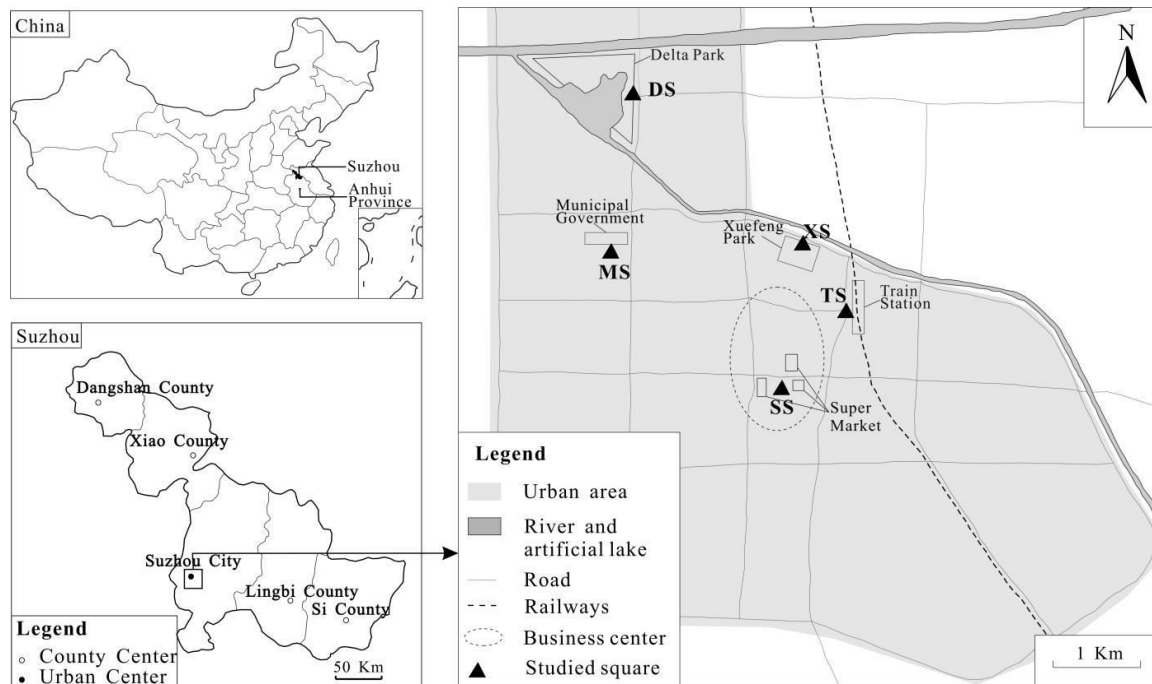 China
Suzhou
Anhui
Province
Suzhou
Dangshan County
Xiao County
Suzhou City
Lingbi County
Si County
Legend
County Center
Urban Center
50 Km
Delta Park
DS
N
Municipal
Government
MS
Xuefeng
Park
XS
TS
Train
Station
SS
Super
Market
Legend
Urban area
River and
artificial lake
Road
Railways
Business center
Studied square
1 Km